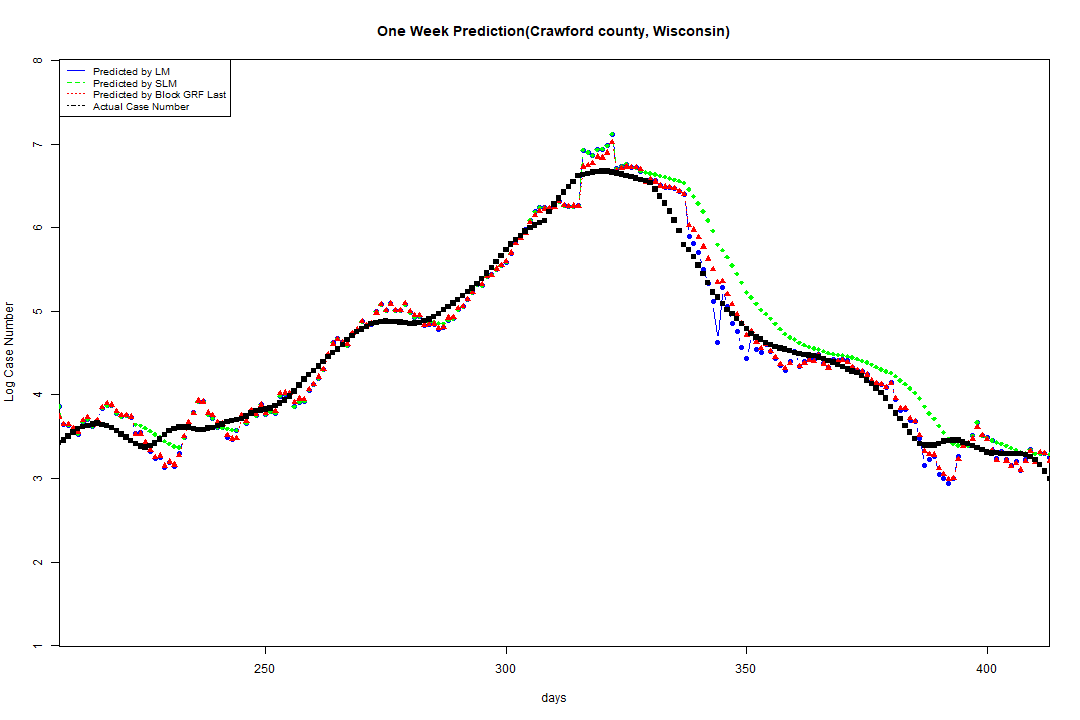 One Week Prediction(Crawford county, Wisconsin)
Predicted by LM
Predicted by SLM
Predicted by Block GRF Last
Actual Case Number
Log Case Number
8
7
6
5
4
3
2
1
250 300 350 400
days